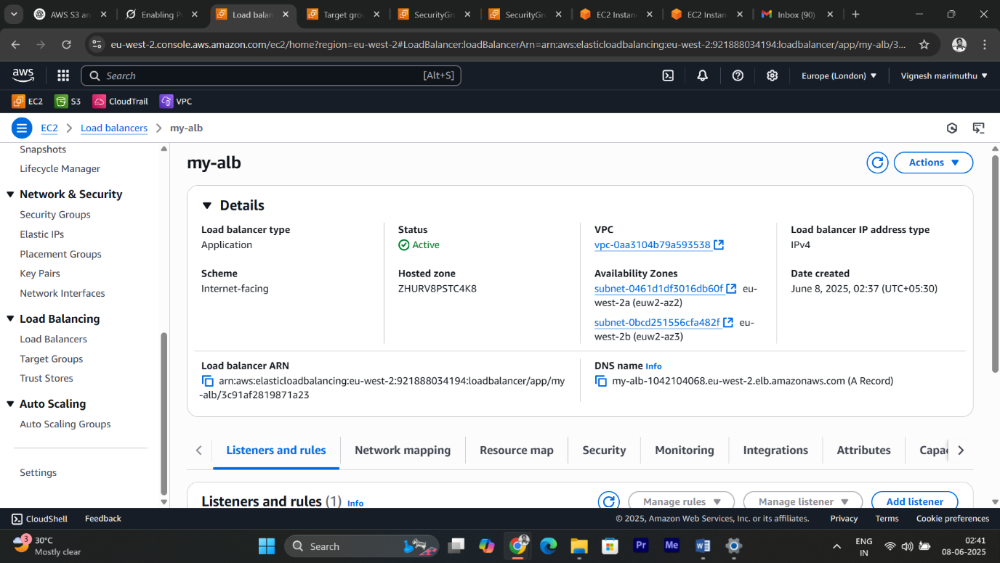 AWS S3 an
Enabling P
Load balan
Target gro
SecurityGr
SecurityGr
EC2 Instan
EC2 Instan
Inbox (90)
eu-west-2.console.aws.amazon.com/ec2/home?region=eu-west-2#LoadBalancer:loadBalancerArn=arn:aws:elasticloadbalancing:eu-west-2:921888034194:loadbalancer/app/my-alb/3...
aws
Search [Alt+S]
Europe (London)
Vignesh marimuthu
EC2
S3
CloudTrail
VPC
EC2 > Load balancers > my-alb
Snapshots
Lifecycle Manager
Network & Security
Security Groups
Elastic IPs
Placement Groups
Key Pairs
Network Interfaces
Load Balancing
Load Balancers
Target Groups
Trust Stores
Auto Scaling
Auto Scaling Groups
Settings
my-alb
Actions
Details
Load balancer type
Application
Status
Active
VPC
vpc-0aa3104b79a593538
Load balancer IP address type
IPv4
Scheme
Internet-facing
Hosted zone
ZHURV8PSTC4K8
Availability Zones
subnet-0461d1df3016db60f eu-
west-2a (euw2-az2)
subnet-0bcd251556cfa482f eu-
west-2b (euw2-az3)
Date created
June 8, 2025, 02:37 (UTC+05:30)
Load balancer ARN
arn:aws:elasticloadbalancing:eu-west-2:921888034194:loadbalancer/app/my
-alb/3c91af2819871a23
DNS name Info
my-alb-1042104068.eu-west-2.elb.amazonaws.com (A Record)
Listeners and rules
Network mapping
Resource map
Security
Monitoring
Integrations
Attributes
Capac
Listeners and rules (1) Info
Manage rules
Manage listener
Add listener
CloudShell
Feedback
© 2025, Amazon Web Services, Inc. or its affiliates.
Privacy
Terms
Cookie preferences
3
30°C
Mostly clear
Search
Pr
Me
ENG
IN
02:41
08-06-2025